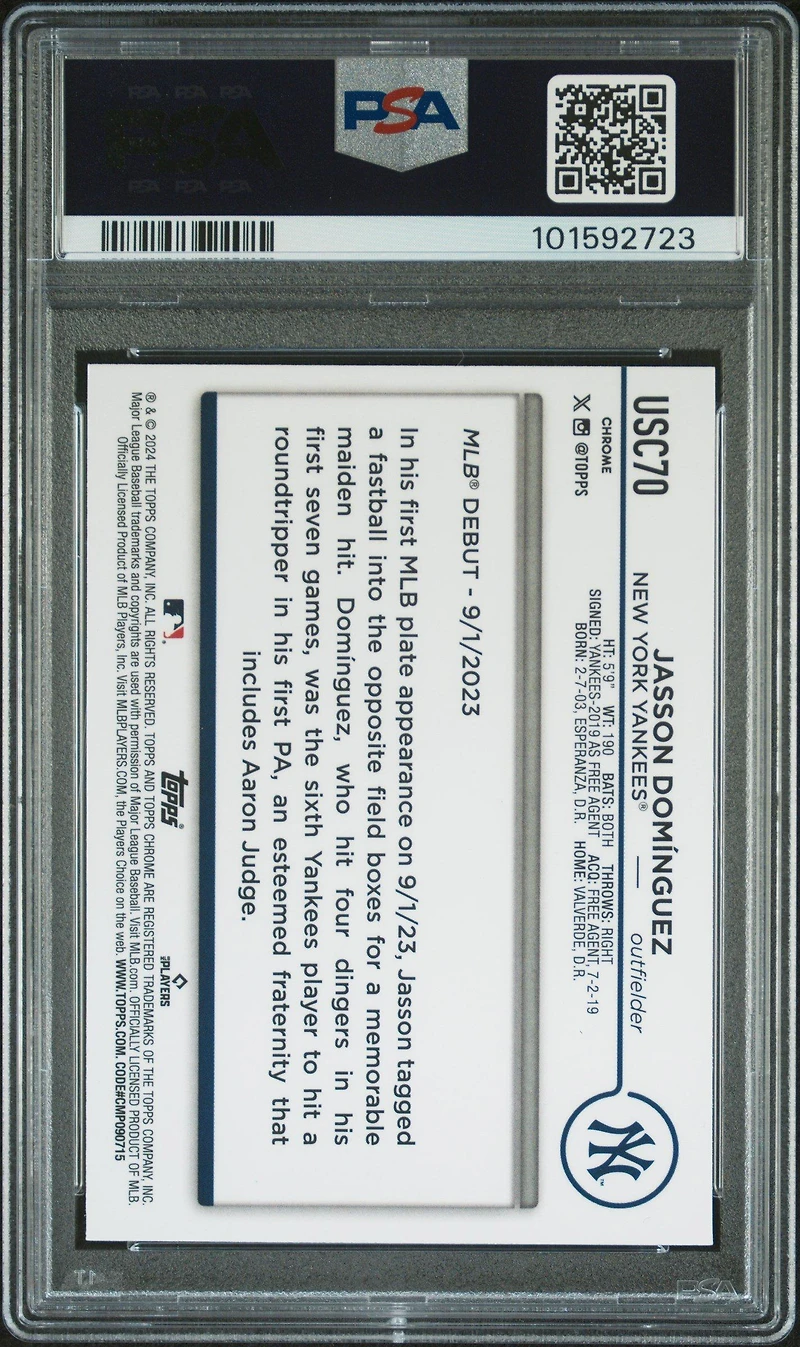 PSA PSA PSA
PSA
PSA PSA PSA
PSA
101592723
USC70
CHROME
X @TOPPS
JASSON DOMÍNGUEZ
NEW YORK YANKEES® — outfielder
HT: 5'9" WT: 190 BATS: BOTH THROWS: RIGHT
SIGNED: YANKEES-2019 AS FREE AGENT ACQ: FREE AGENT, 7-2-19
BORN: 2-7-03, ESPERANZA, D.R. HOME: VALVERDE, D.R.
NY
MLB® DEBUT - 9/1/2023
In his first MLB plate appearance on 9/1/23, Jasson tagged
a fastball into the opposite field boxes for a memorable
maiden hit. Domínguez, who hit four dingers in his
first seven games, was the sixth Yankees player to hit a
roundtripper in his first PA, an esteemed fraternity that
includes Aaron Judge.
topps®
PLAYERS
® & © 2024 THE TOPPS COMPANY, INC. ALL RIGHTS RESERVED. TOPPS AND TOPPS CHROME ARE REGISTERED TRADEMARKS OF THE TOPPS COMPANY, INC.
Major League Baseball trademarks and copyrights are used with permission of Major League Baseball. Visit MLB.com. OFFICIALLY LICENSED PRODUCT OF MLB
Officially Licensed Product of MLB Players, Inc. Visit MLBPLAYERS.COM, the Players Choice on the web. WWW.TOPPS.COM. CODE#CMP090715
PSA